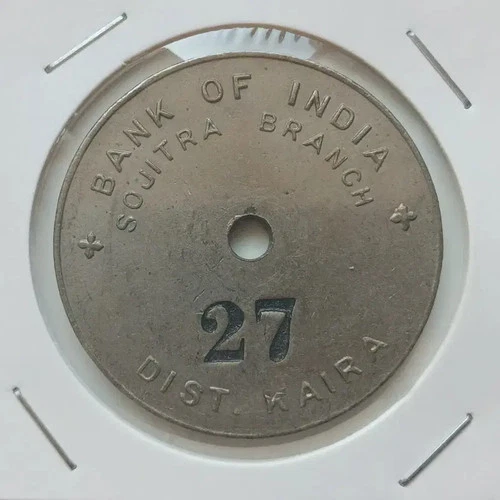 BANK OF INDIA
SOJITRA BRANCH
27
DIST. KAIRA